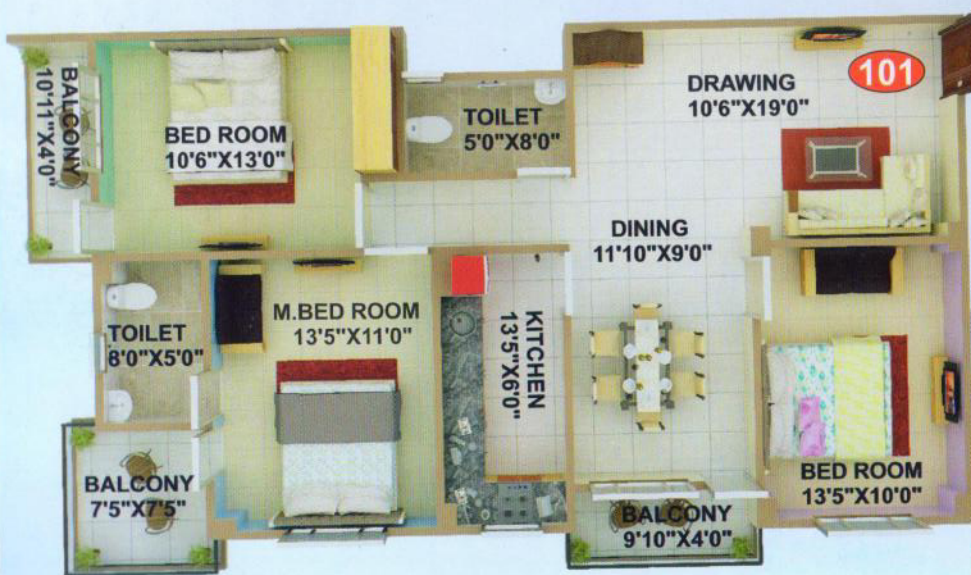 BALCONY
10'11"X4'0"
BED ROOM
10'6"X13'0"
TOILET
5'0"X8'0"
DRAWING
10'6"X19'0"
101
DINING
11'10"X9'0"
TOILET
8'0"X5'0"
M.BED ROOM
13'5"X11'0"
KITCHEN
13'5"X6'0"
BALCONY
7'5"X7'5"
BALCONY
9'10"X4'0"
BED ROOM
13'5"X10'0"